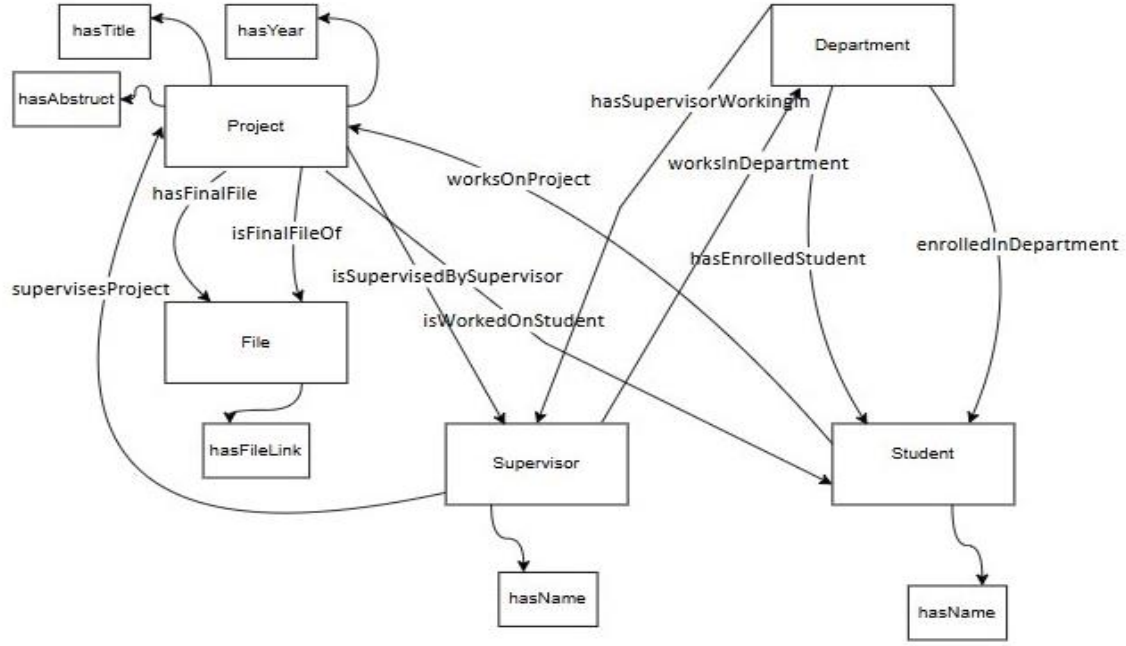 hasTitle
hasYear
Department
hasAbstruct
hasSupervisorWorkingIn
Project
worksInDepartment
worksOnProject
hasFinalFile
isFinalFileOf
enrolledInDepartment
hasEnrolledStudent
isSupervisedBySupervisor
supervisesProject
isWorkedOnStudent
File
hasFileLink
Supervisor
Student
hasName
hasName